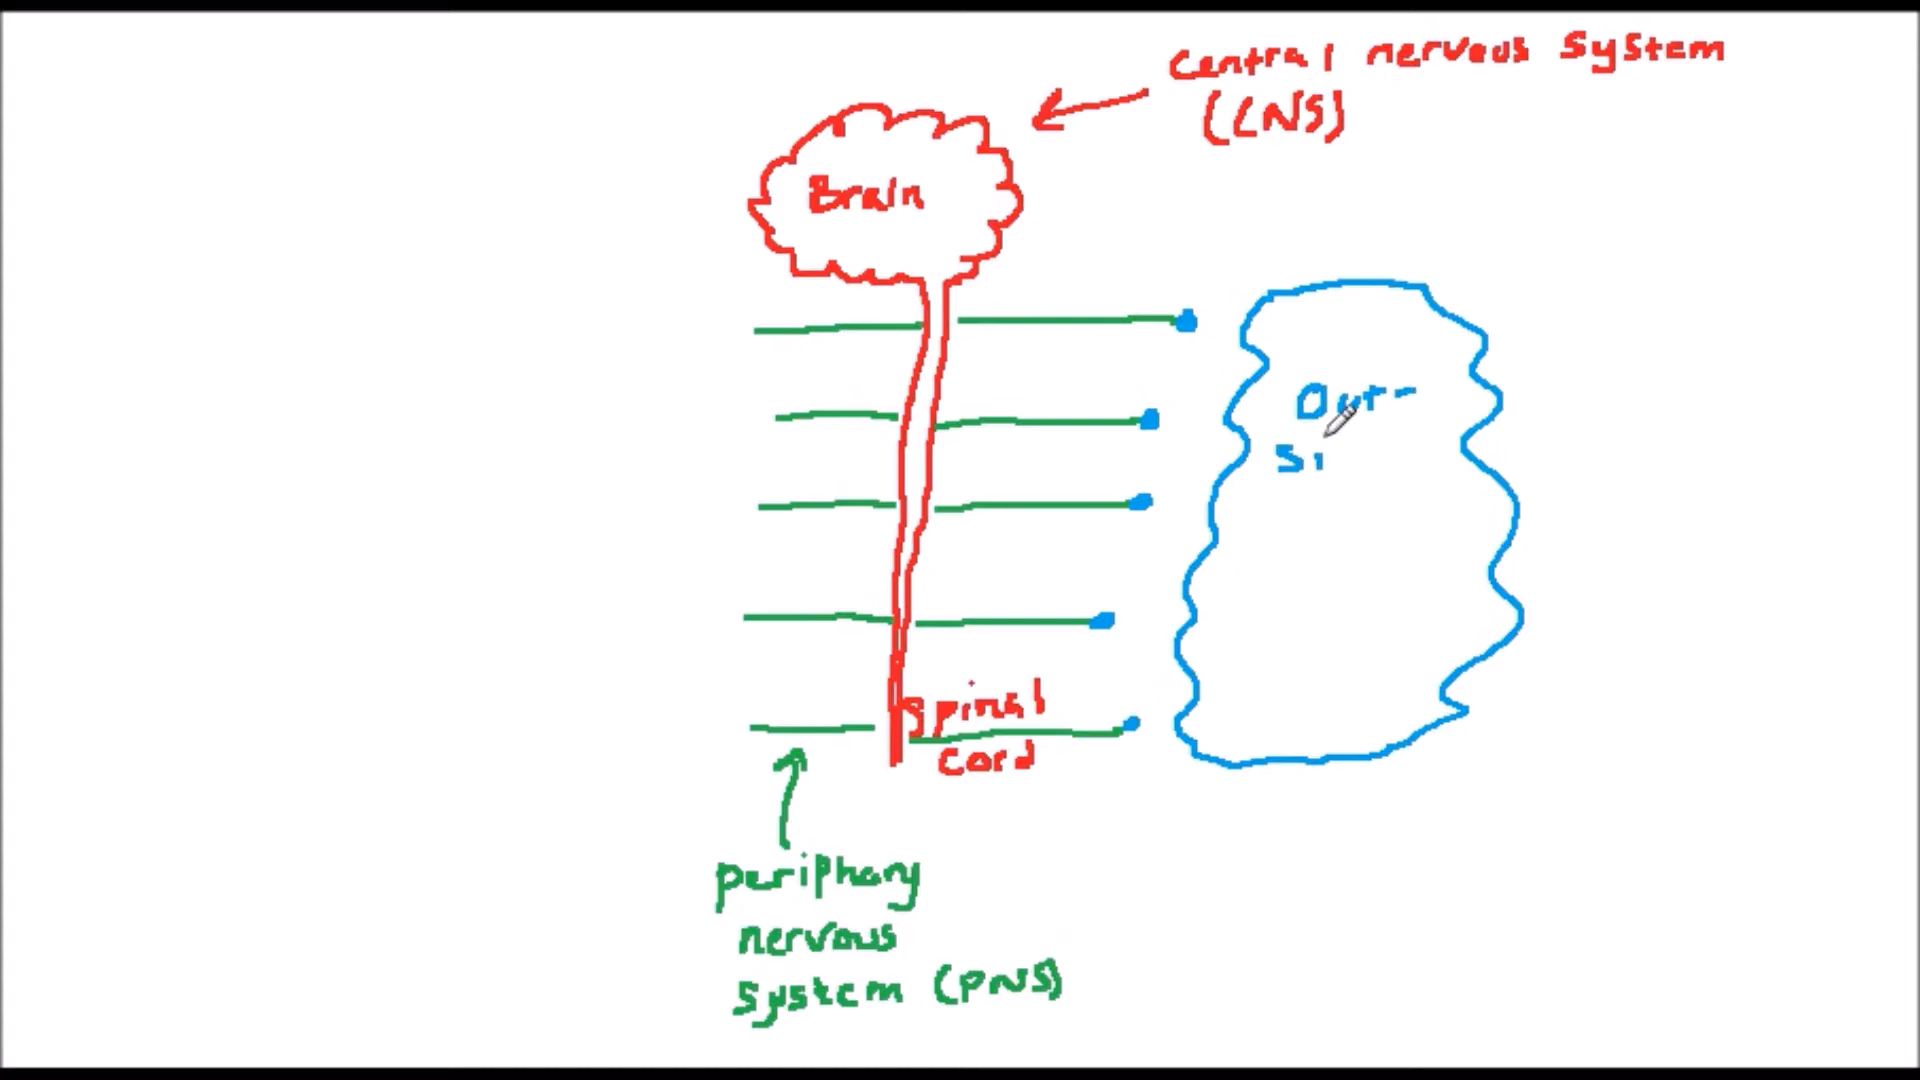 central nervous system
(CNS)
Brain
Out-
si
spinal
cord
periphery
nervous
system (PNS)